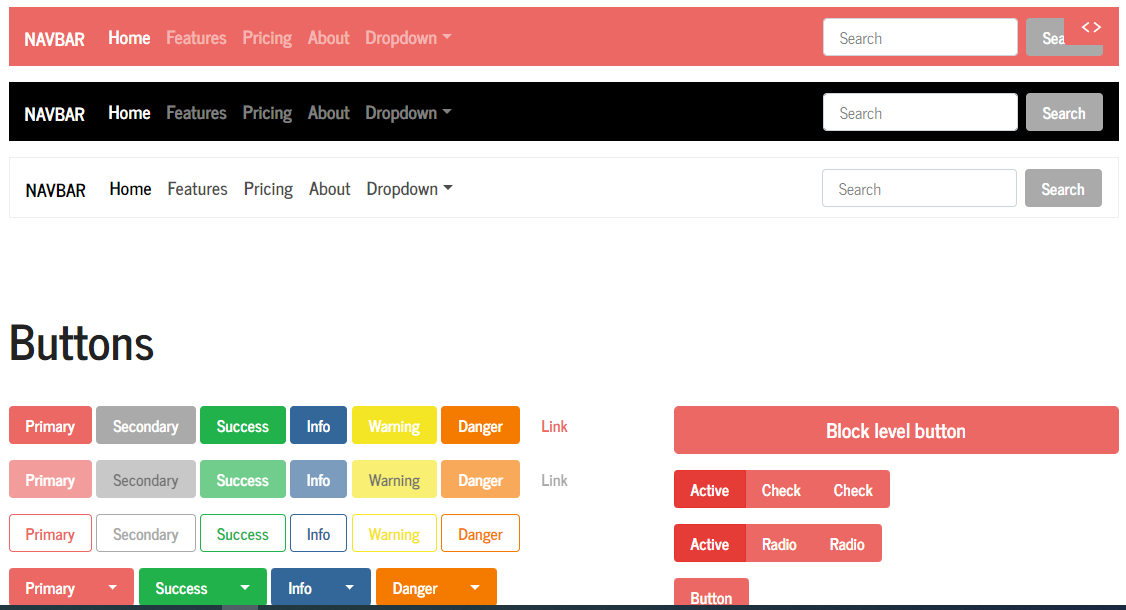 NAVBAR Home Features Pricing About Dropdown Search Sea <>
NAVBAR Home Features Pricing About Dropdown Search Search
NAVBAR Home Features Pricing About Dropdown Search Search
Buttons
Primary Secondary Success Info Warning Danger Link Block level button
Primary Secondary Success Info Warning Danger Link
Active Check Check
Primary Secondary Success Info Warning Danger
Active Radio Radio
Primary Success Info Danger
Button